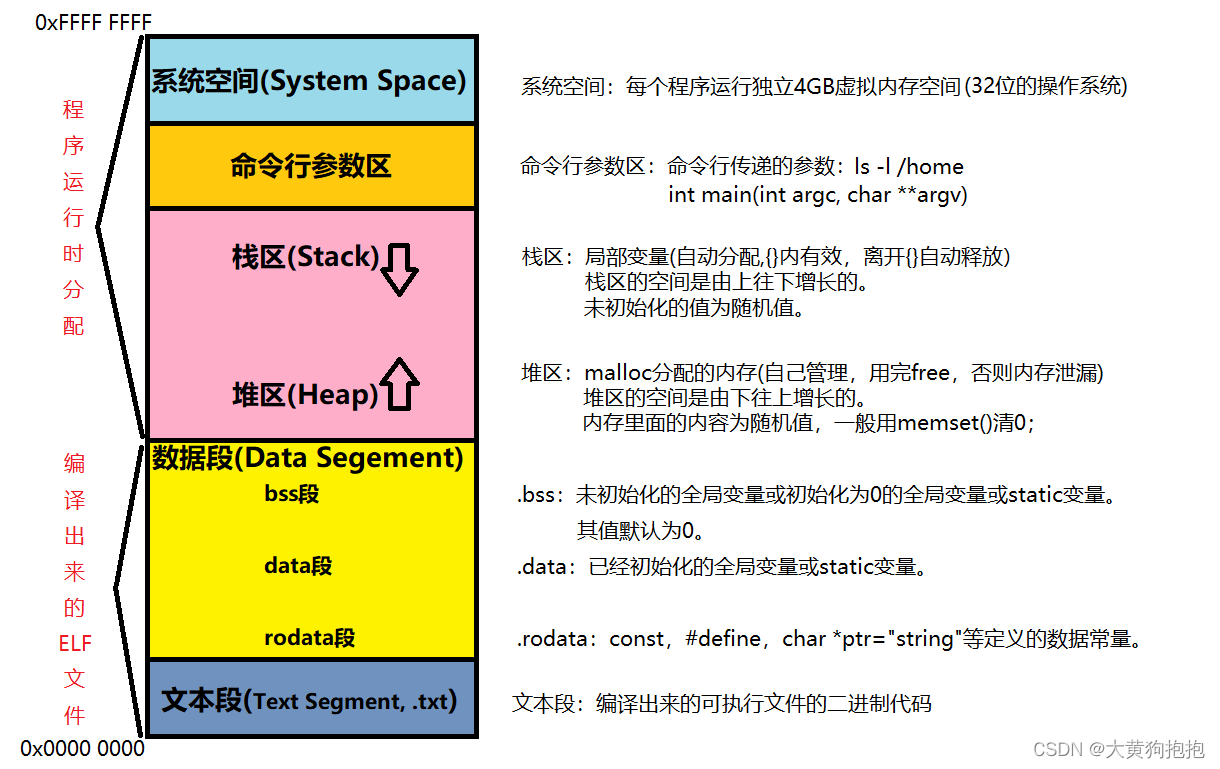 0xFFFF FFFF
程序运行时分配
系统空间(System Space)
系统空间：每个程序运行独立4GB虚拟内存空间(32位的操作系统)
命令行参数区
命令行参数区：命令行传递的参数：ls -l /home
int main(int argc, char **argv)
栈区(Stack)
栈区：局部变量(自动分配,{}内有效，离开{}自动释放)
栈区的空间是由上往下增长的。
未初始化的值为随机值。
堆区(Heap)
堆区：malloc分配的内存(自己管理，用完free，否则内存泄漏)
堆区的空间是由下往上增长的。
内存里面的内容为随机值，一般用memset()清0；
编译出来的ELF文件
数据段(Data Segement)
bss段
.bss：未初始化的全局变量或初始化为0的全局变量或static变量。
其值默认为0。
data段
.data：已经初始化的全局变量或static变量。
rodata段
.rodata：const，#define，char *ptr="string"等定义的数据常量。
文本段(Text Segment, .txt)
文本段：编译出来的可执行文件的二进制代码
0x0000 0000
CSDN @大黄狗抱抱